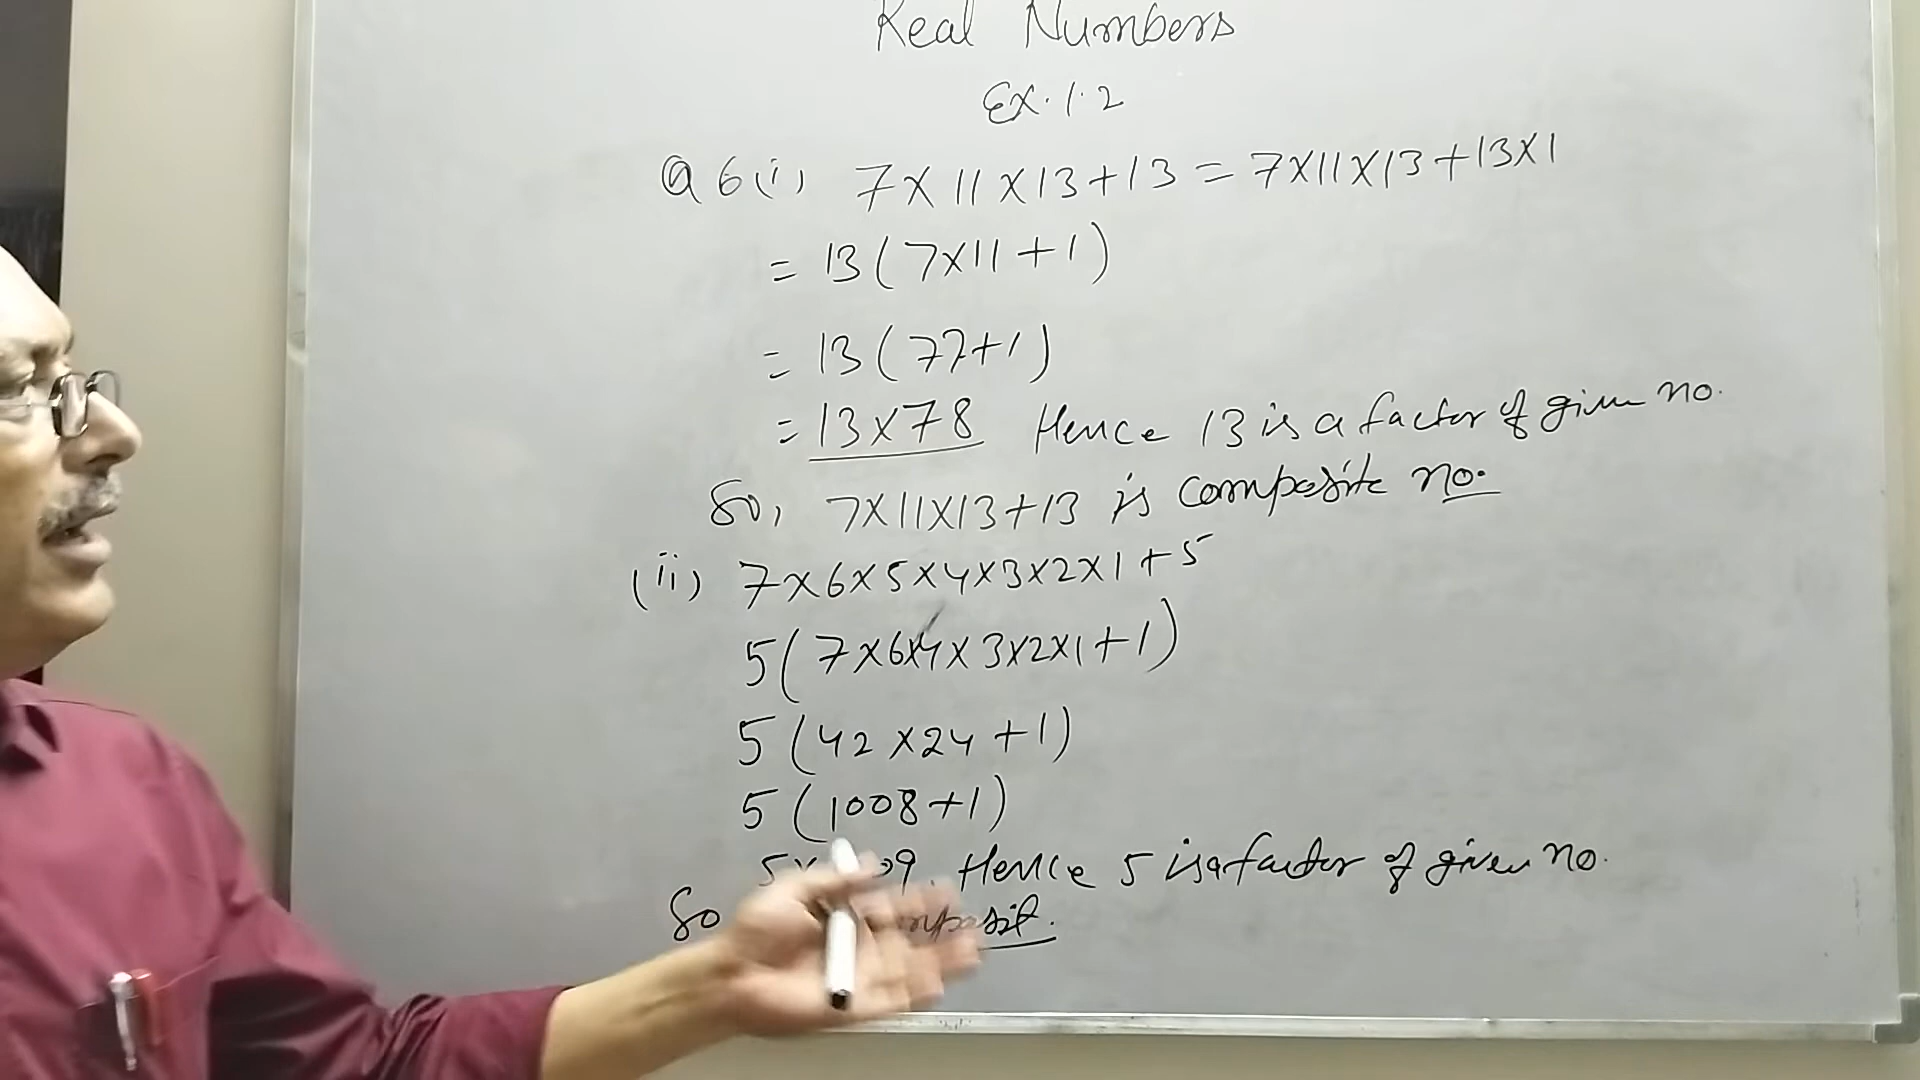 Real Numbers
Ex. 1.2
Q 6 (i) 7 × 11 × 13 + 13 = 7×11×13 + 13×1
= 13 (7×11 + 1)
= 13 (77+1)
= 13×78 Hence 13 is a factor of given no.
So, 7×11×13+13 is composite no.
(ii) 7×6×5×4×3×2×1+5
5(7×6×4×3×2×1+1)
5(42×24+1)
5(1008+1)
Hence 5 is a factor of given no.
So